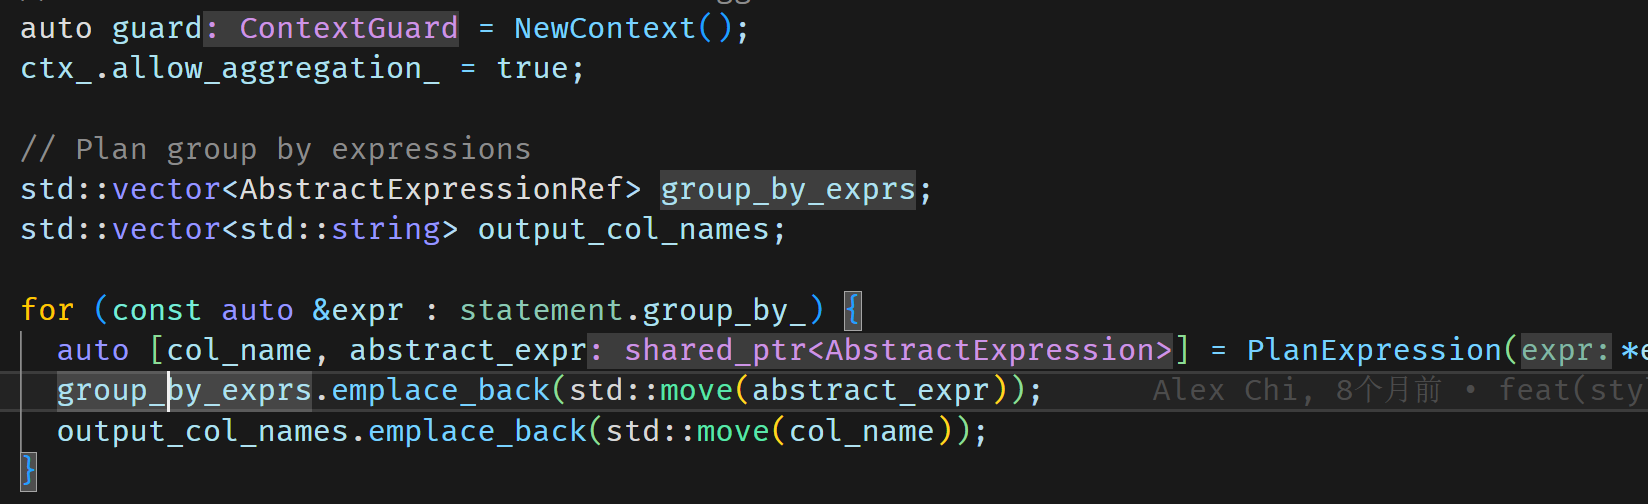 auto guard: ContextGuard = NewContext();
ctx_.allow_aggregation_ = true;
// Plan group by expressions
std::vector<AbstractExpressionRef> group_by_exprs;
std::vector<std::string> output_col_names;
for (const auto &expr : statement.group_by_) {
auto [col_name, abstract_expr: shared_ptr<AbstractExpression>] = PlanExpression(expr: *e
group_by_exprs.emplace_back(std::move(abstract_expr)); Alex Chi, 8个月前 • feat(sty
output_col_names.emplace_back(std::move(col_name));
}